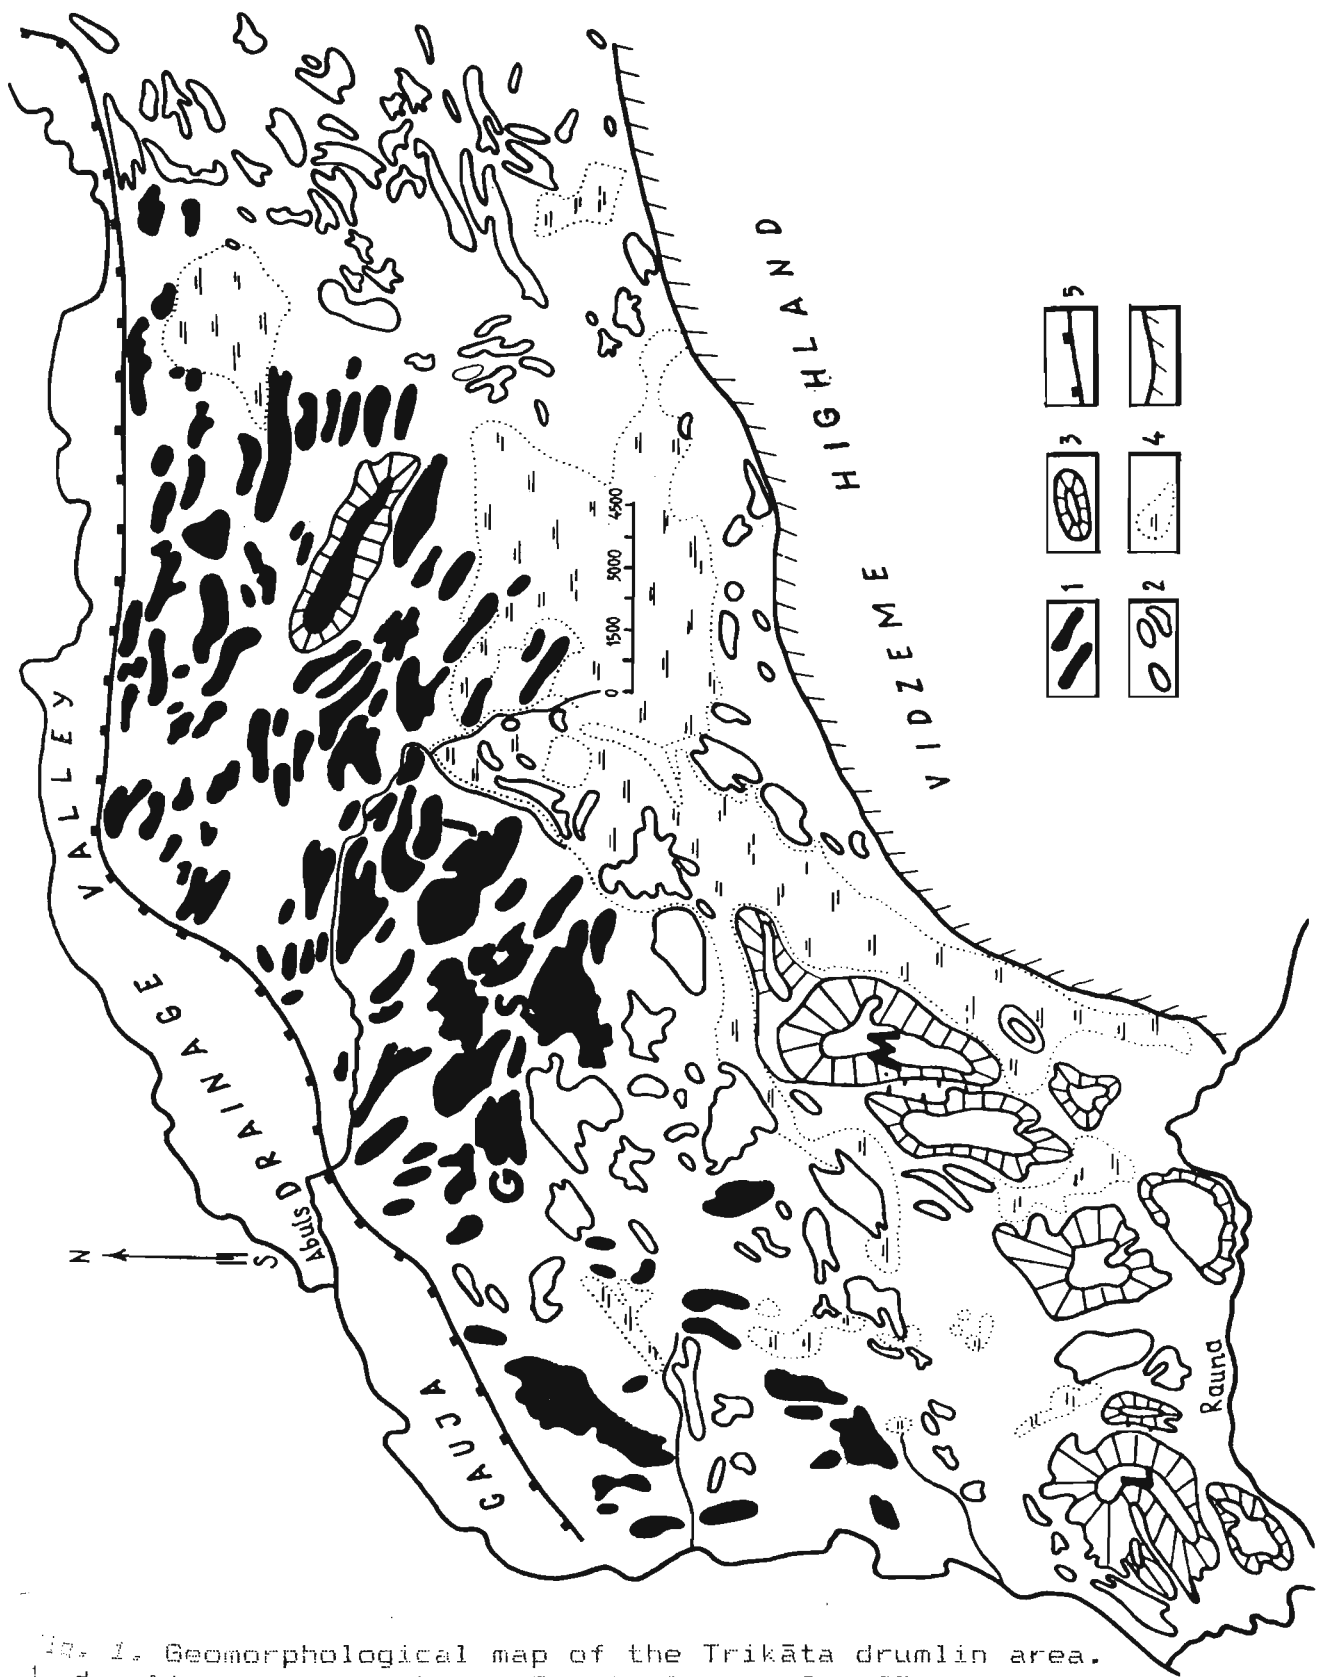 GAUJA DRAINAGE VALLEY
N
S
Abuls
VIDZEME HIGHLAND
0 1500 3000 4500
1
2
3
4
5
G
S
Rauna
1. Geomorphological map of the Trikāta drumlin area.